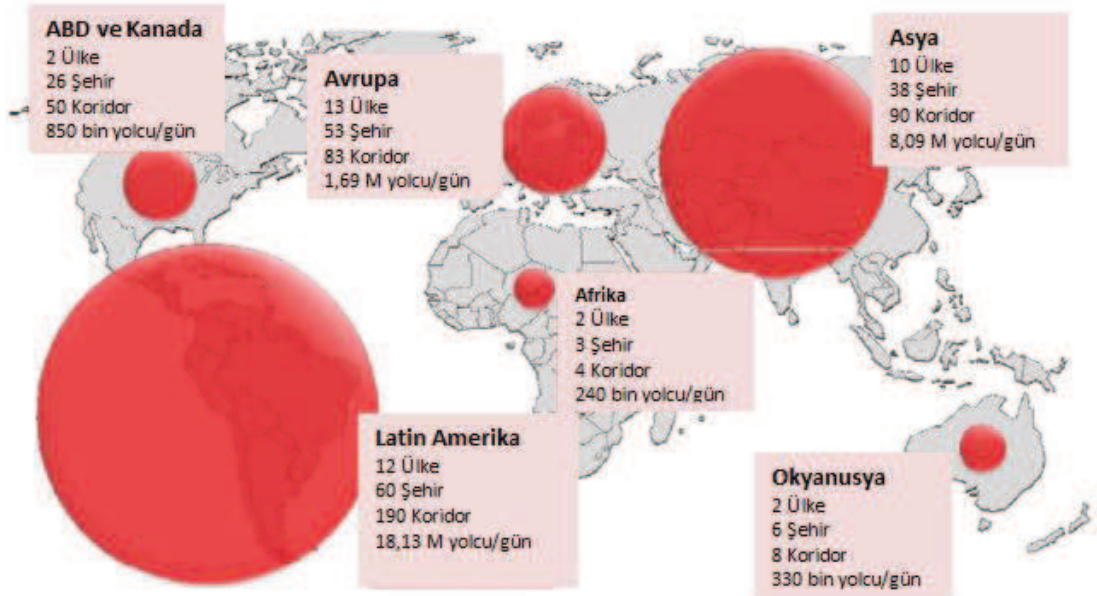 ABD ve Kanada
2 Ülke
26 Şehir
50 Koridor
850 bin yolcu/gün
Avrupa
13 Ülke
53 Şehir
83 Koridor
1,69 M yolcu/gün
Asya
10 Ülke
38 Şehir
90 Koridor
8,09 M yolcu/gün
Afrika
2 Ülke
3 Şehir
4 Koridor
240 bin yolcu/gün
Latin Amerika
12 Ülke
60 Şehir
190 Koridor
18,13 M yolcu/gün
Okyanusya
2 Ülke
6 Şehir
8 Koridor
330 bin yolcu/gün